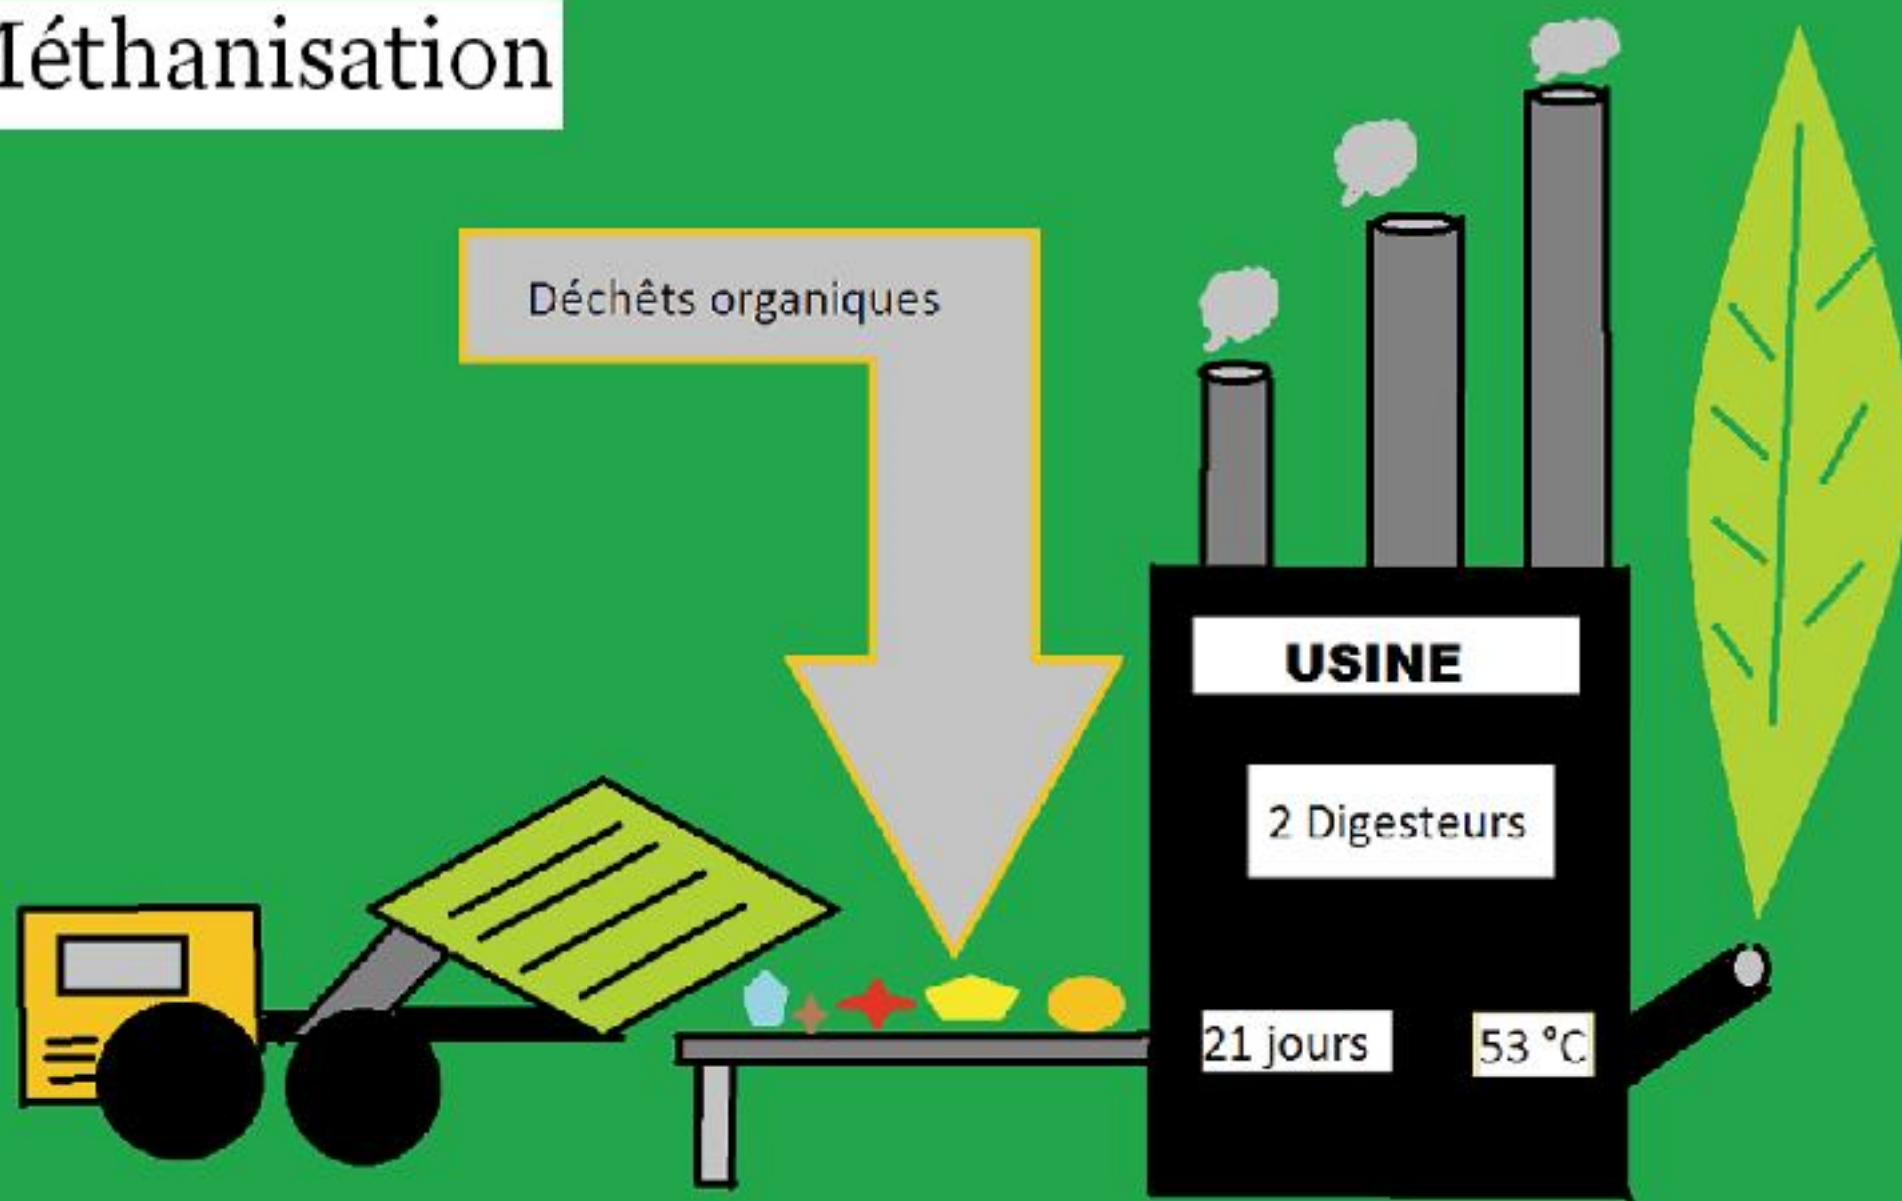 Méthanisation
Déchêts organiques
USINE
2 Digesteurs
21 jours
53 °C